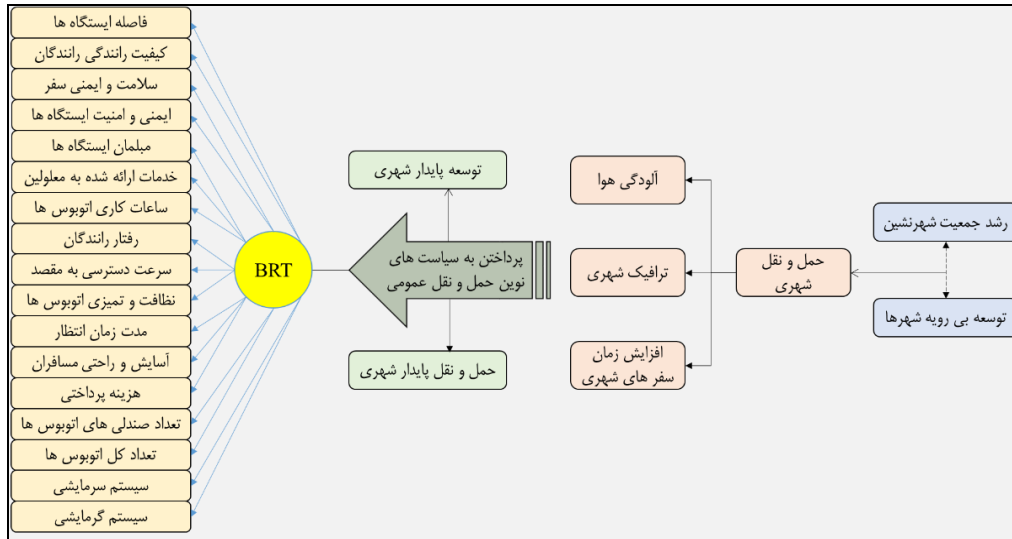 رشد جمعیت شهرنشین
توسعه بی رویه شهرها
حمل و نقل
شهری
آلودگی هوا
ترافیک شهری
افزایش زمان
سفر های شهری
توسعه پایدار شهری
پرداختن به سیاست های
نوین حمل و نقل عمومی
حمل و نقل پایدار شهری
BRT
فاصله ایستگاه ها
کیفیت رانندگی رانندگان
سلامت و ایمنی سفر
ایمنی و امنیت ایستگاه ها
مبلمان ایستگاه ها
خدمات ارائه شده به معلولین
ساعات کاری اتوبوس ها
رفتار رانندگان
سرعت دسترسی به مقصد
نظافت و تمیزی اتوبوس ها
مدت زمان انتظار
آسایش و راحتی مسافران
هزینه پرداختی
تعداد صندلی های اتوبوس ها
تعداد کل اتوبوس ها
سیستم سرمایشی
سیستم گرمایشی